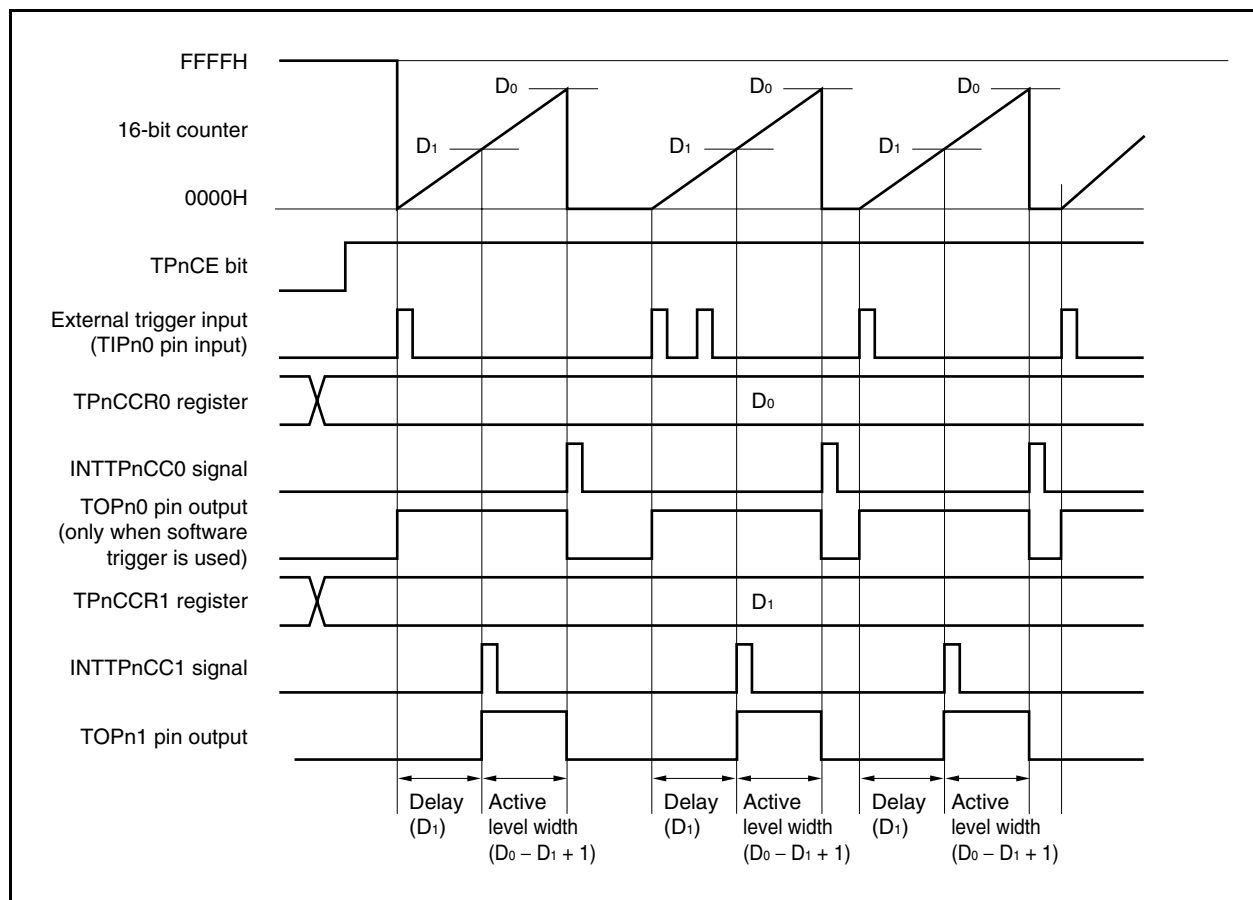 FFFFH
D₀
D₀
D₀
16-bit counter
D₁
D₁
D₁
0000H
TPnCE bit
External trigger input
(TIPn0 pin input)
TPnCCR0 register
D₀
INTTPnCC0 signal
TOPn0 pin output
(only when software
trigger is used)
TPnCCR1 register
D₁
INTTPnCC1 signal
TOPn1 pin output
Delay
(D₁)
Active
level width
(D₀ – D₁ + 1)
Delay
(D₁)
Active
level width
(D₀ – D₁ + 1)
Delay
(D₁)
Active
level width
(D₀ – D₁ + 1)